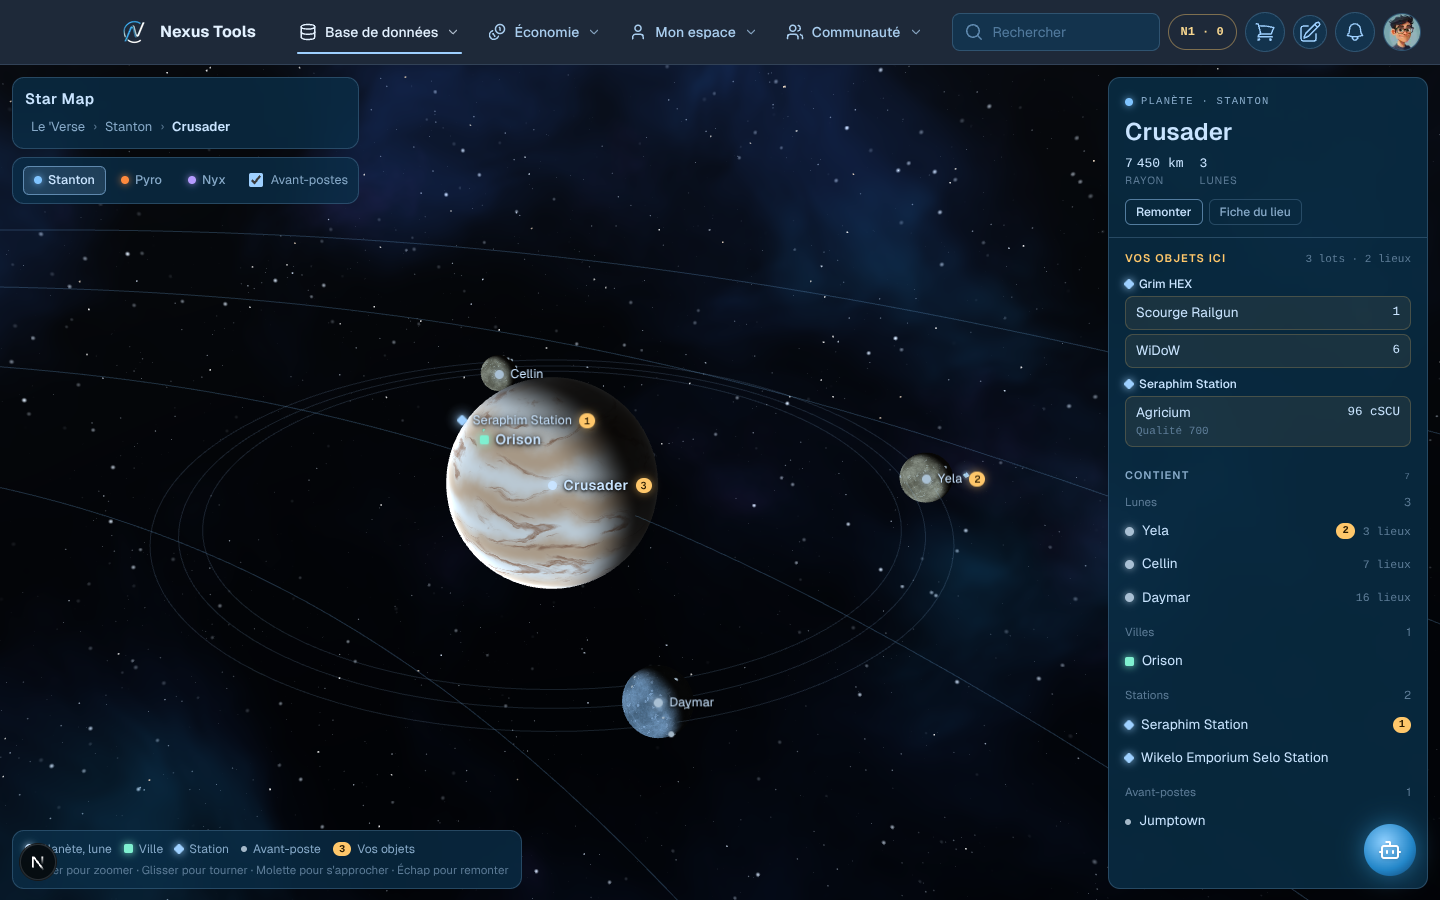 Nexus Tools
Base de données
Économie
Mon espace
Communauté
Rechercher
N1 · 0
Star Map
Le 'Verse › Stanton › Crusader
Stanton
Pyro
Nyx
Avant-postes
Cellin
Seraphim Station 1
Orison
Crusader 3
Yela 2
Daymar
lanète, lune
Ville
Station
Avant-poste
3 Vos objets
er pour zoomer · Glisser pour tourner · Molette pour s'approcher · Échap pour remonter
N
PLANÈTE · STANTON
Crusader
7 450 km 3
RAYON LUNES
Remonter
Fiche du lieu
VOS OBJETS ICI 3 lots · 2 lieux
Grim HEX
Scourge Railgun 1
WiDoW 6
Seraphim Station
Agricium 96 cSCU
Qualité 700
CONTIENT 7
Lunes 3
Yela 2 3 lieux
Cellin 7 lieux
Daymar 16 lieux
Villes 1
Orison
Stations 2
Seraphim Station 1
Wikelo Emporium Selo Station
Avant-postes 1
Jumptown